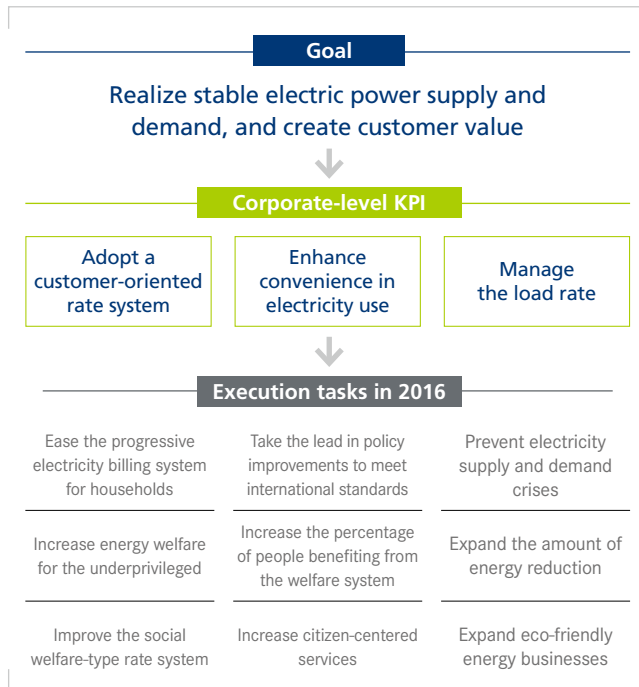 Goal
Realize stable electric power supply and
demand, and create customer value
Corporate-level KPI
Adopt a
customer-oriented
rate system
Enhance
convenience in
electricity use
Manage
the load rate
Execution tasks in 2016
Ease the progressive
electricity billing system
for households
Take the lead in policy
improvements to meet
international standards
Prevent electricity
supply and demand
crises
Increase energy welfare
for the underprivileged
Increase the percentage
of people benefiting from
the welfare system
Expand the amount of
energy reduction
Improve the social
welfare-type rate system
Increase citizen-centered
services
Expand eco-friendly
energy businesses